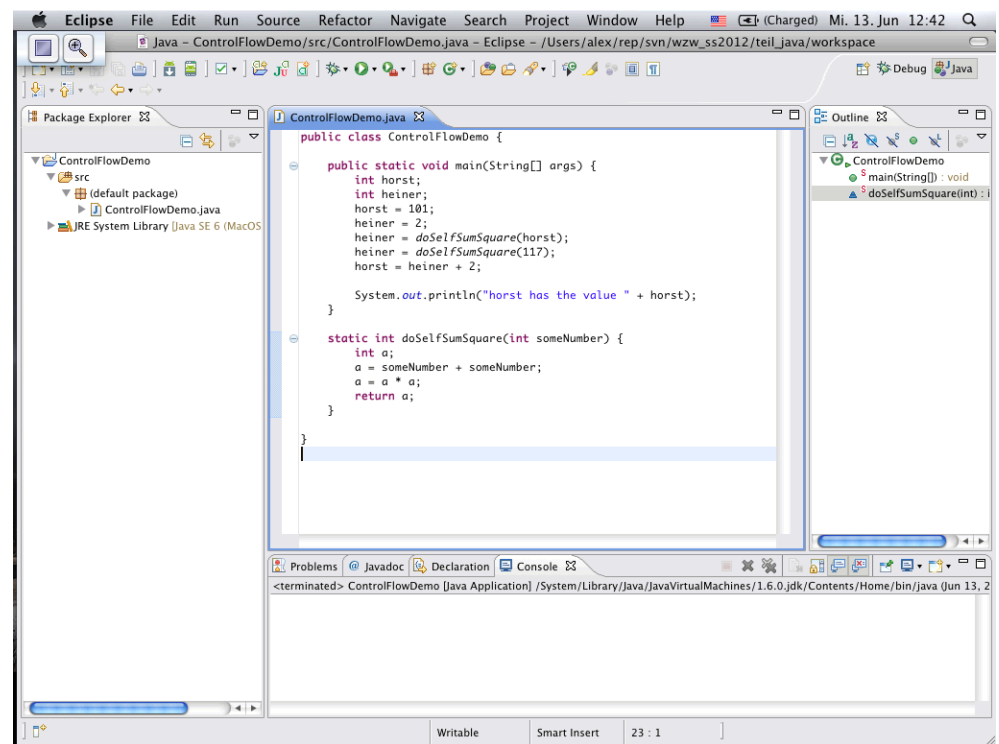 Eclipse File Edit Run Source Refactor Navigate Search Project Window Help (Charged) Mi. 13. Jun 12:42
Java – ControlFlowDemo/src/ControlFlowDemo.java – Eclipse – /Users/alex/rep/svn/wzw_ss2012/teil_java/workspace
Debug Java
Package Explorer
ControlFlowDemo
src
(default package)
ControlFlowDemo.java
JRE System Library [Java SE 6 (MacOS
ControlFlowDemo.java
public class ControlFlowDemo {
public static void main(String[] args) {
int horst;
int heiner;
horst = 101;
heiner = 2;
heiner = doSelfSumSquare(horst);
heiner = doSelfSumSquare(117);
horst = heiner + 2;
System.out.println("horst has the value " + horst);
}
static int doSelfSumSquare(int someNumber) {
int a;
a = someNumber + someNumber;
a = a * a;
return a;
}
}
Outline
ControlFlowDemo
main(String[]) : void
doSelfSumSquare(int) : i
Problems @ Javadoc Declaration Console
<terminated> ControlFlowDemo [Java Application] /System/Library/Java/JavaVirtualMachines/1.6.0.jdk/Contents/Home/bin/java (Jun 13, 2
Writable Smart Insert 23 : 1